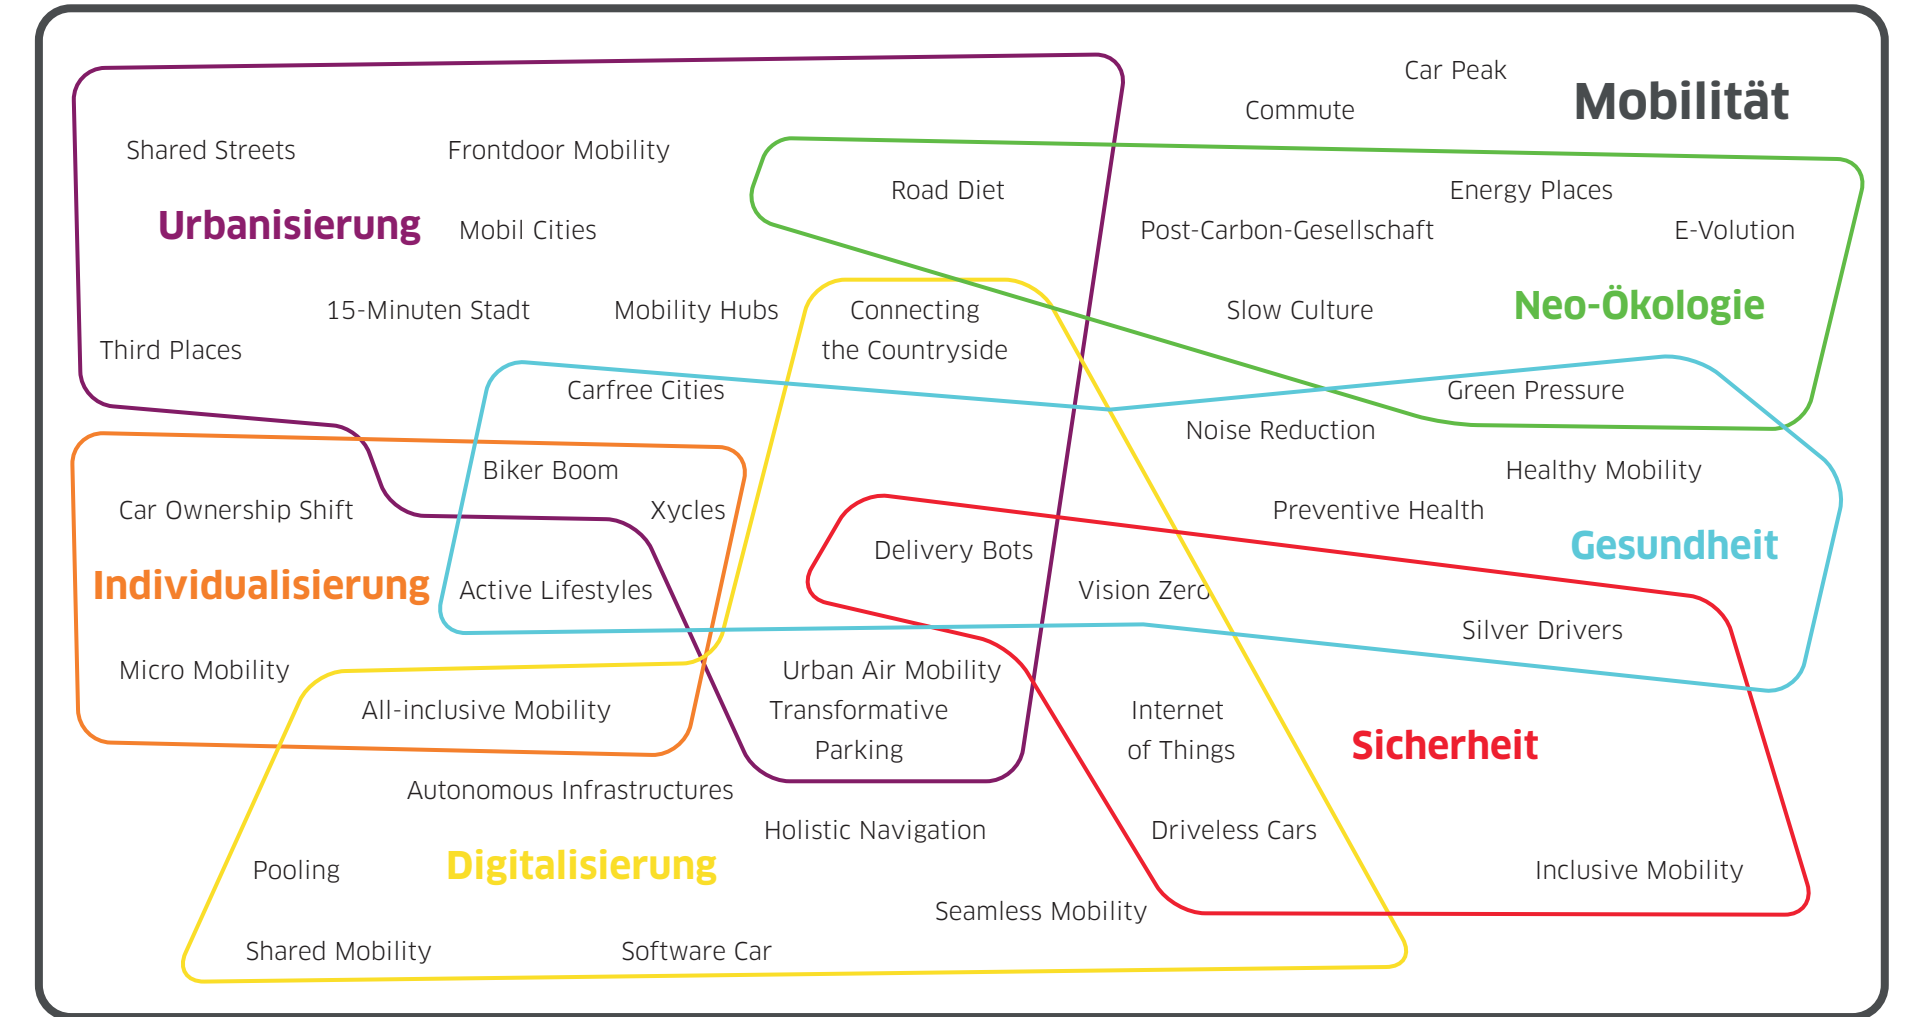 Car Peak
Mobilität
Commute
Shared Streets
Frontdoor Mobility
Road Diet
Energy Places
Urbanisierung
Mobil Cities
Post-Carbon-Gesellschaft
E-Volution
15-Minuten Stadt
Mobility Hubs
Connecting
the Countryside
Slow Culture
Neo-Ökologie
Third Places
Carfree Cities
Green Pressure
Noise Reduction
Biker Boom
Healthy Mobility
Car Ownership Shift
Xycles
Preventive Health
Delivery Bots
Gesundheit
Individualisierung
Active Lifestyles
Vision Zero
Silver Drivers
Micro Mobility
Urban Air Mobility
All-inclusive Mobility
Transformative
Parking
Internet
of Things
Sicherheit
Autonomous Infrastructures
Holistic Navigation
Driveless Cars
Pooling
Digitalisierung
Inclusive Mobility
Seamless Mobility
Shared Mobility
Software Car